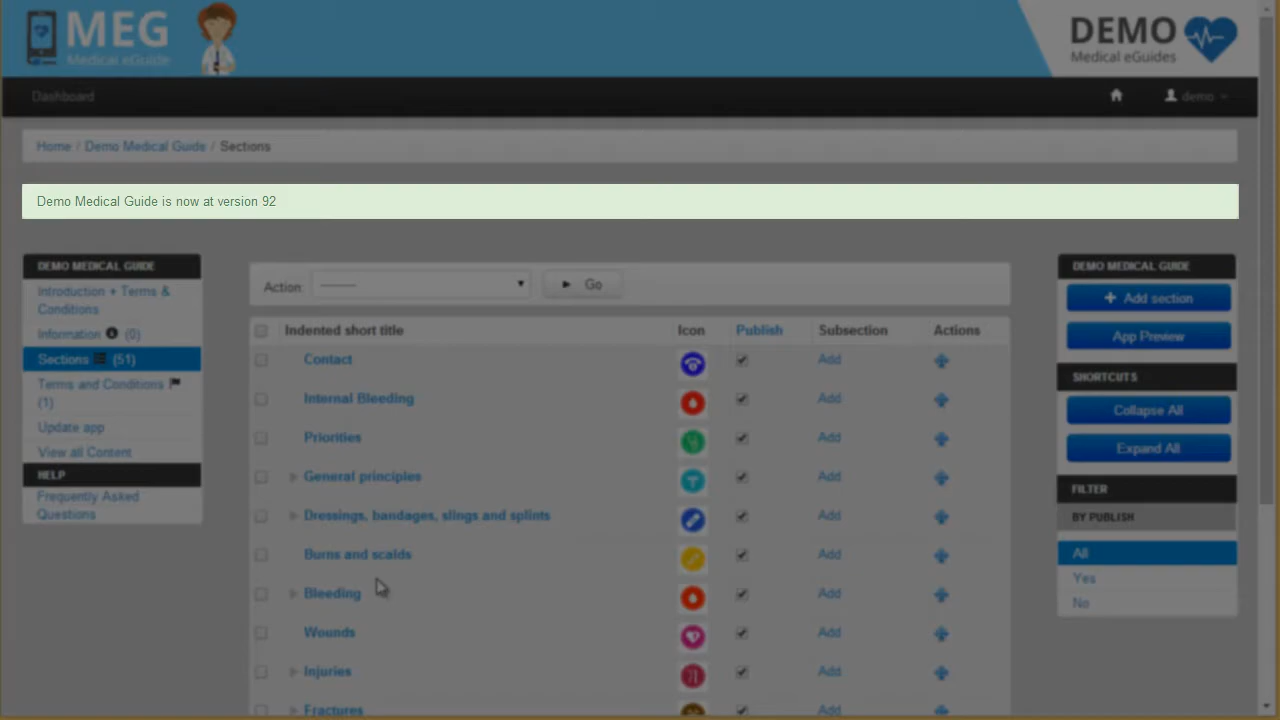 MEG
Medical eGuide
DEMO
Medical eGuides
Dashboard
demo
Home / Demo Medical Guide / Sections
Demo Medical Guide is now at version 92
DEMO MEDICAL GUIDE
Introduction + Terms &
Conditions
Information (0)
Sections (51)
Terms and Conditions
(1)
Update app
View all Content
HELP
Frequently Asked
Questions
Action: ---------
Go
Indented short title Icon Publish Subsection Actions
Contact Add
Internal Bleeding Add
Priorities Add
General principles Add
Dressings, bandages, slings and splints Add
Burns and scalds Add
Bleeding Add
Wounds Add
Injuries Add
Fractures Add
DEMO MEDICAL GUIDE
Add section
App Preview
SHORTCUTS
Collapse All
Expand All
FILTER
BY PUBLISH
All
Yes
No